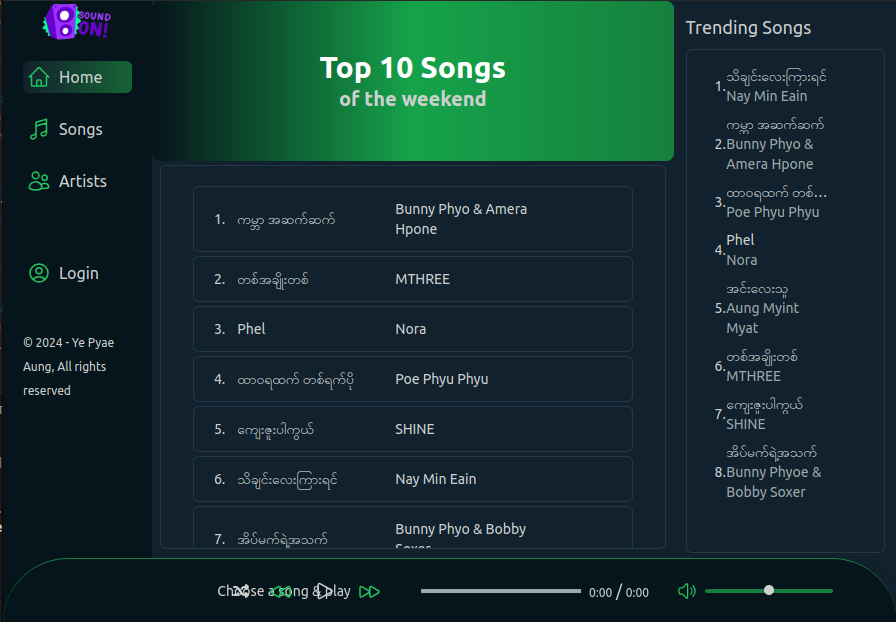 SOUND
ON!
Home
Songs
Artists
Login
© 2024 - Ye Pyae
Aung, All rights
reserved
Top 10 Songs
of the weekend
1. ကမ္ဘာ အဆက်ဆက် Bunny Phyo & Amera
Hpone
2. တစ်အချိုးတစ် MTHREE
3. Phel Nora
4. ထာဝရထက် တစ်ရက်ပို Poe Phyu Phyu
5. ကျေးဇူးပါကွယ် SHINE
6. သီချင်းလေးကြားရင် Nay Min Eain
7. အိပ်မက်ရဲ့အသက် Bunny Phyo & Bobby
Soxer
Trending Songs
1. သီချင်းလေးကြားရင်
Nay Min Eain
2. ကမ္ဘာ အဆက်ဆက်
Bunny Phyo &
Amera Hpone
3. ထာဝရထက် တစ်...
Poe Phyu Phyu
4. Phel
Nora
5. အင်းလေးသူ
Aung Myint
Myat
6. တစ်အချိုးတစ်
MTHREE
7. ကျေးဇူးပါကွယ်
SHINE
8. အိပ်မက်ရဲ့အသက်
Bunny Phyoe &
Bobby Soxer
Choose a song & play
0:00 / 0:00